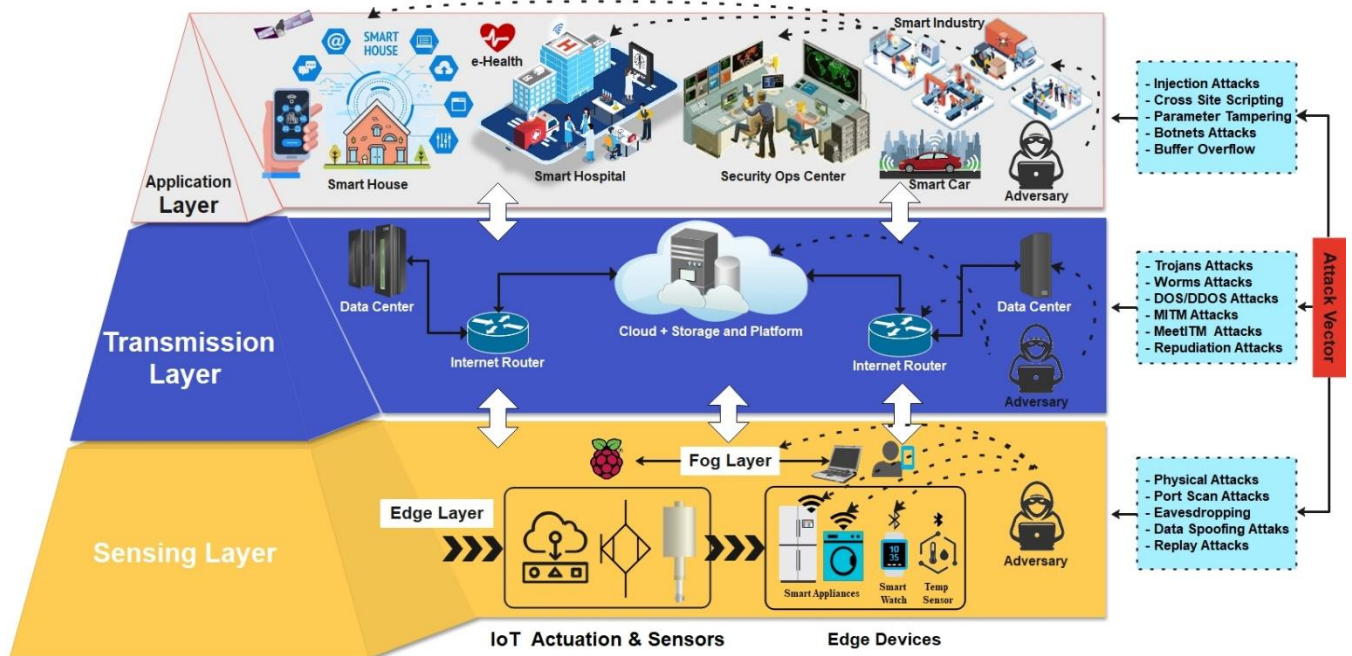 Smart Industry
SMART
HOUSE
e-Health
Smart House
Smart Hospital
Security Ops Center
Smart Car
Adversary
Application
Layer
- Injection Attacks
- Cross Site Scripting
- Parameter Tampering
- Botnets Attacks
- Buffer Overflow
Transmission
Layer
Data Center
Internet Router
Cloud + Storage and Platform
Internet Router
Data Center
Adversary
- Trojans Attacks
- Worms Attacks
- DOS/DDOS Attacks
- MITM Attacks
- MeetITM Attacks
- Repudiation Attacks
Attack Vector
Sensing Layer
Fog Layer
Edge Layer
10
35
Smart Appliances
Smart
Watch
Temp
Sensor
Adversary
- Physical Attacks
- Port Scan Attacks
- Eavesdropping
- Data Spoofing Attaks
- Replay Attacks
IoT Actuation & Sensors
Edge Devices